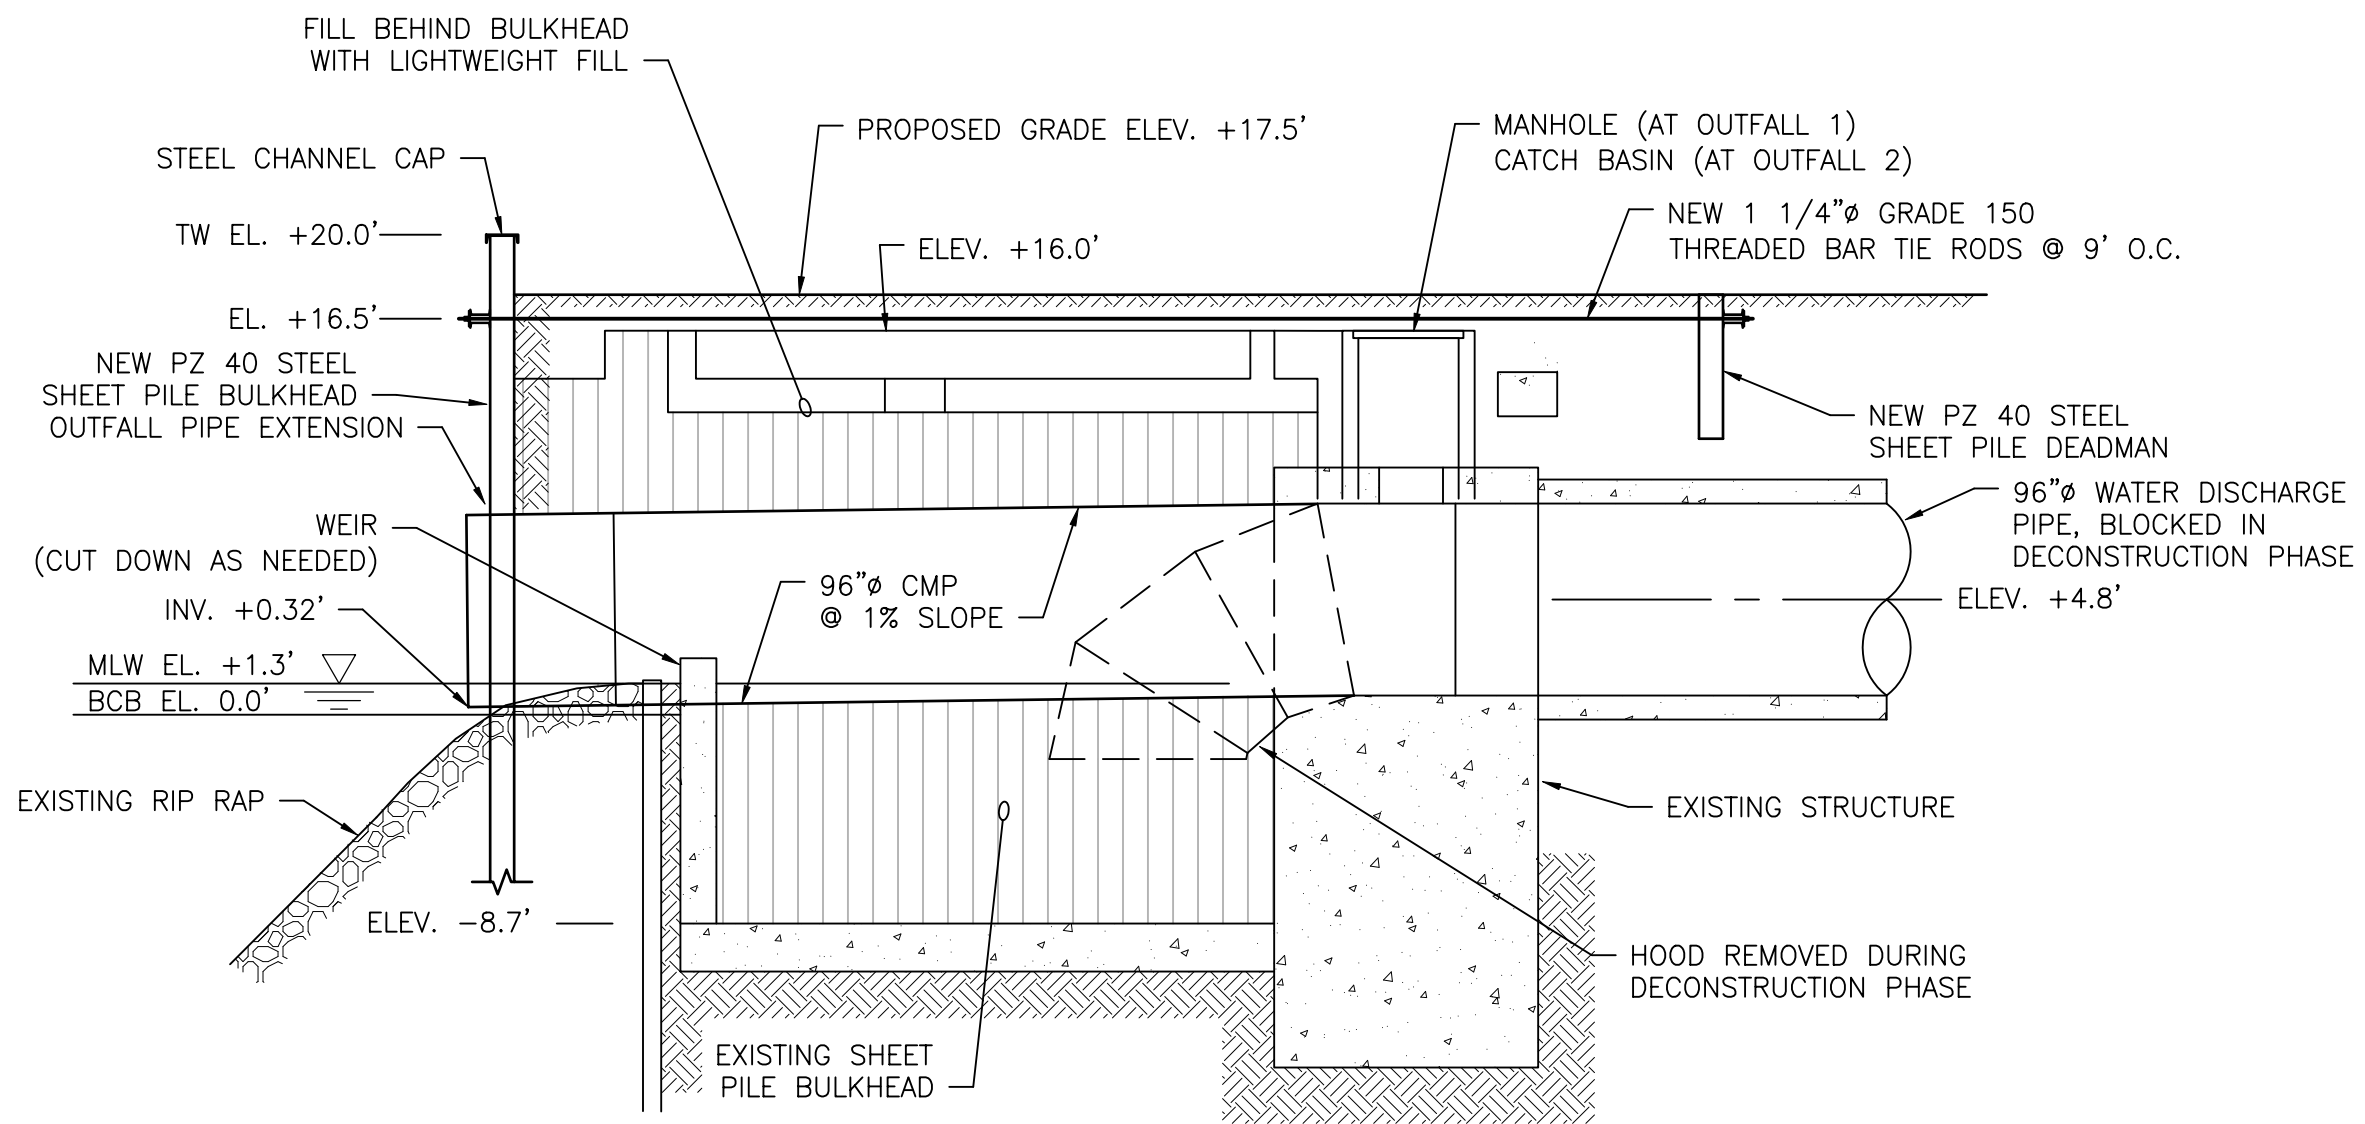 FILL BEHIND BULKHEAD
WITH LIGHTWEIGHT FILL
STEEL CHANNEL CAP
PROPOSED GRADE ELEV. +17.5'
MANHOLE (AT OUTFALL 1)
CATCH BASIN (AT OUTFALL 2)
TW EL. +20.0'
ELEV. +16.0'
NEW 1 1/4"ø GRADE 150
THREADED BAR TIE RODS @ 9' O.C.
EL. +16.5'
NEW PZ 40 STEEL
SHEET PILE BULKHEAD
OUTFALL PIPE EXTENSION
NEW PZ 40 STEEL
SHEET PILE DEADMAN
WEIR
(CUT DOWN AS NEEDED)
96"ø WATER DISCHARGE
PIPE, BLOCKED IN
DECONSTRUCTION PHASE
INV. +0.32'
96"ø CMP
@ 1% SLOPE
ELEV. +4.8'
MLW EL. +1.3'
BCB EL. 0.0'
EXISTING RIP RAP
EXISTING STRUCTURE
ELEV. -8.7'
HOOD REMOVED DURING
DECONSTRUCTION PHASE
EXISTING SHEET
PILE BULKHEAD